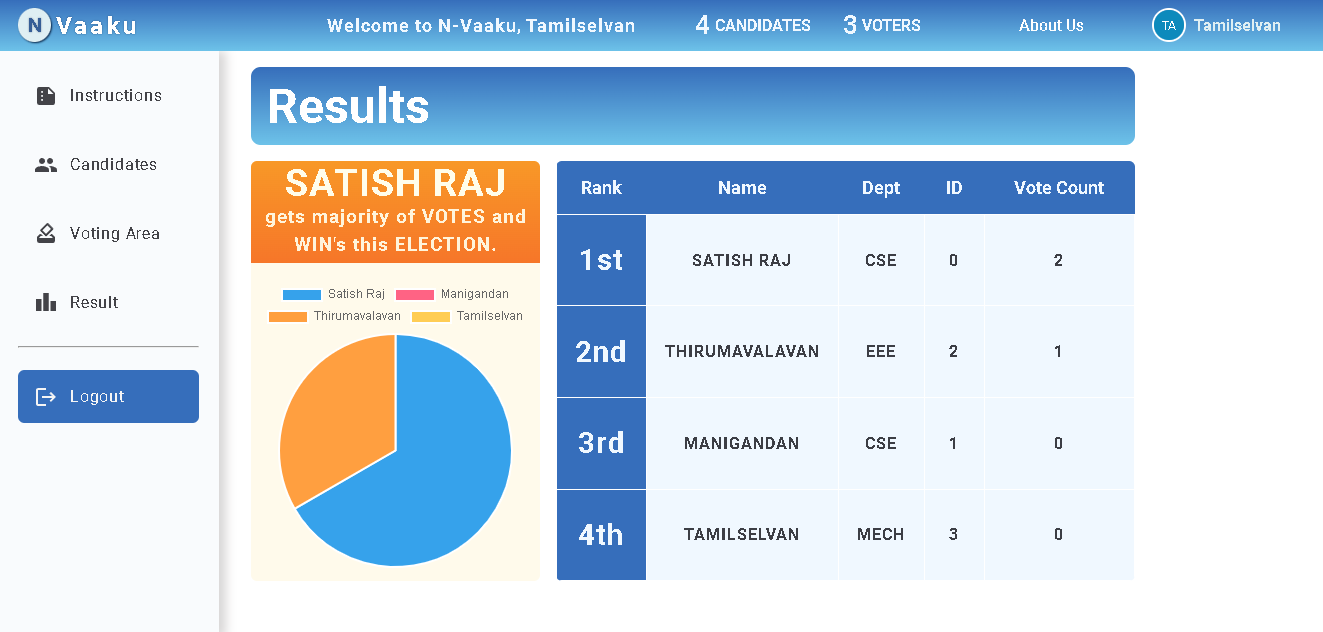 N Vaaku Welcome to N-Vaaku, Tamilselvan 4 CANDIDATES 3 VOTERS About Us TA Tamilselvan
Instructions
Candidates
Voting Area
Result
Logout
Results
SATISH RAJ
gets majority of VOTES and
WIN's this ELECTION.
Satish Raj Manigandan
Thirumavalavan Tamilselvan
Rank Name Dept ID Vote Count
1st SATISH RAJ CSE 0 2
2nd THIRUMAVALAVAN EEE 2 1
3rd MANIGANDAN CSE 1 0
4th TAMILSELVAN MECH 3 0